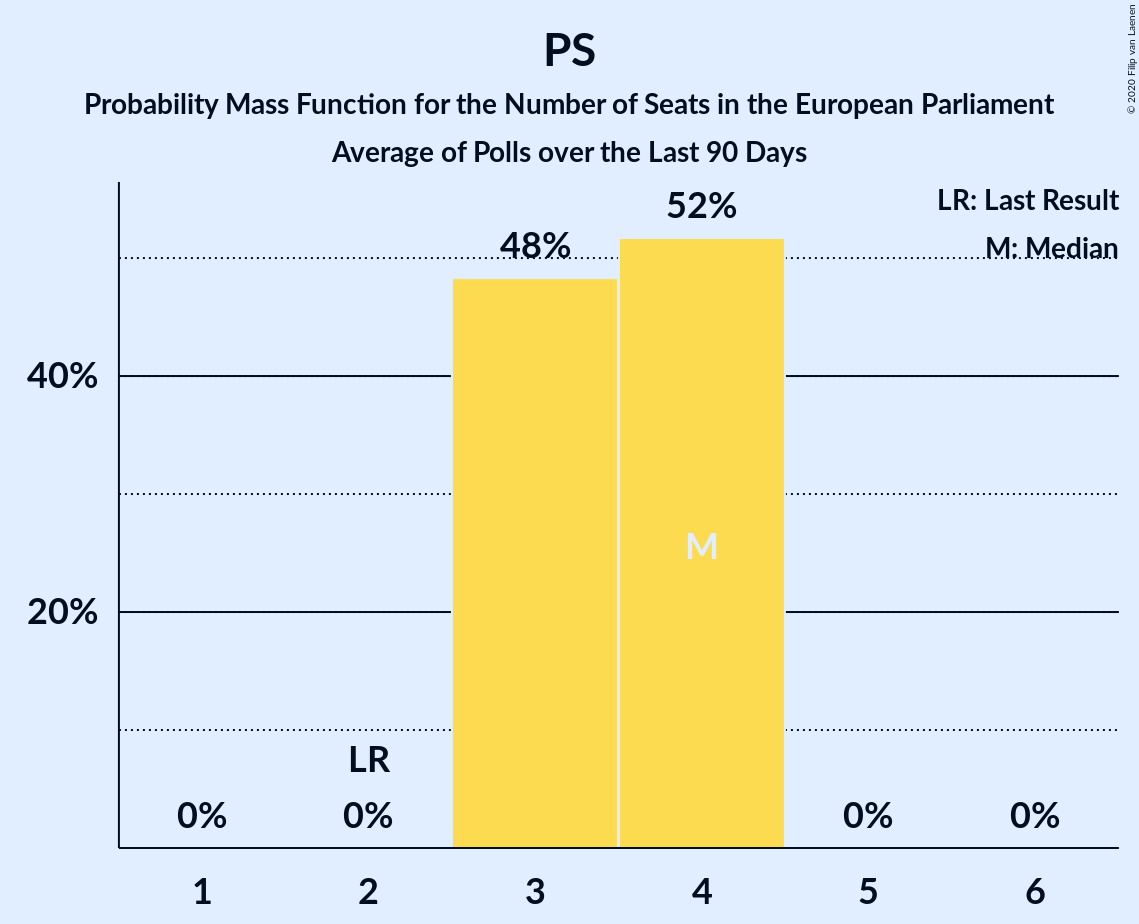 PS
Probability Mass Function for the Number of Seats in the European Parliament
Average of Polls over the Last 90 Days
© 2020 Filip van Laenen
LR: Last Result
M: Median
52%
48%
40%
20%
M
LR
0%
0%
0%
0%
1
2
3
4
5
6